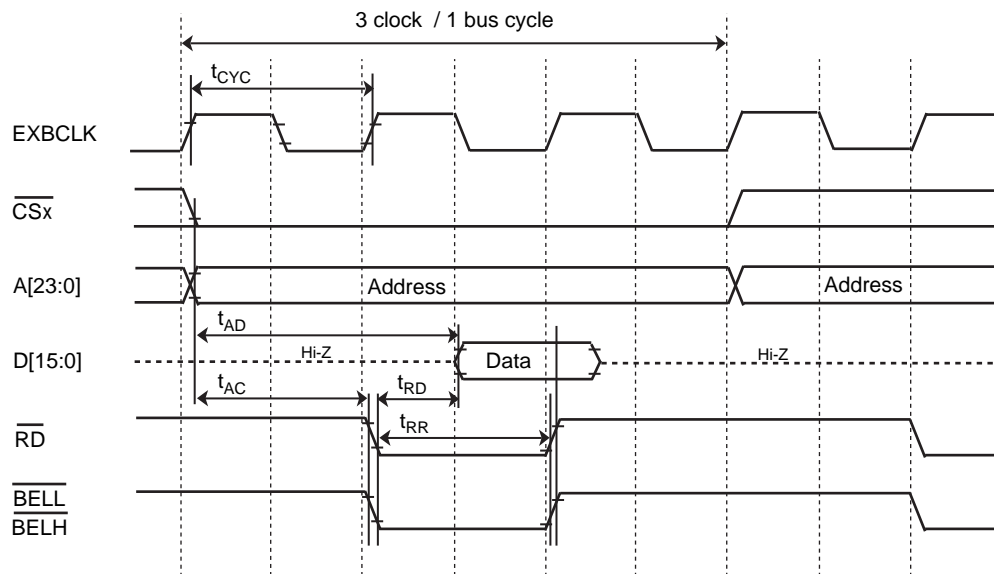 3 clock / 1 bus cycle
tCYC
EXBCLK
CSx
A[23:0]
Address
Address
tAD
D[15:0]
Hi-Z
Data
Hi-Z
tAC
tRD
tRR
RD
BELL
BELH